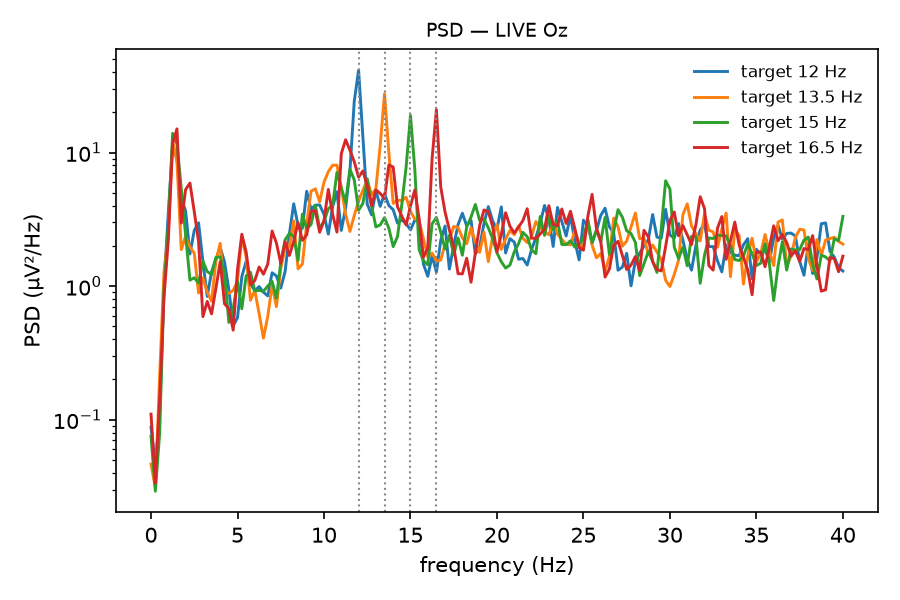 PSD — LIVE Oz
target 12 Hz
target 13.5 Hz
target 15 Hz
target 16.5 Hz
PSD (µV²/Hz)
10¹
10⁰
10⁻¹
0 5 10 15 20 25 30 35 40
frequency (Hz)